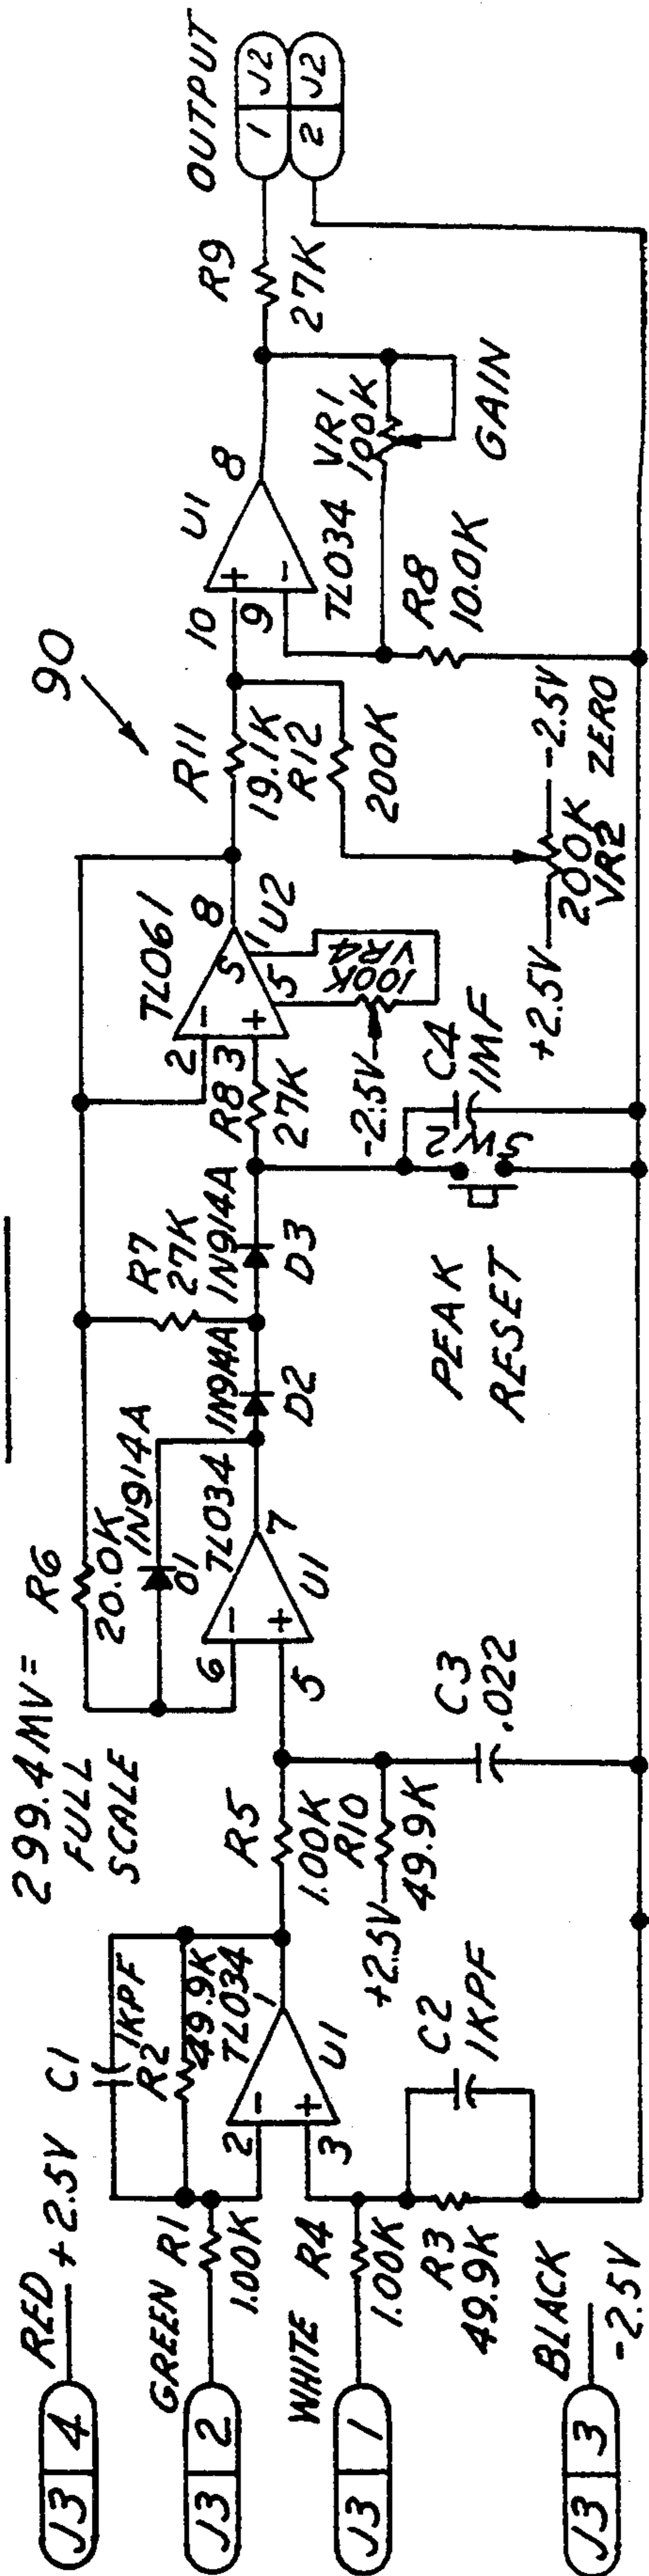 299.4 MV =
FULL
SCALE
90
J3 4
RED
+2.5V
J3 2
GREEN
R1
1.00K
J3 1
WHITE
R4
1.00K
J3 3
BLACK
-2.5V
C1
1KPF
R2
49.9K
TL034
2
3
1
U1
R3
49.9K
C2
1KPF
R5
1.00K
R10
49.9K
+2.5V
C3
.022
R6
20.0K
1N914A
D1
TL034
6
5
7
U1
1N914A
D2
R7
27K
1N914A
D3
R8
27K
TL061
2
3
S
8
1
5
U2
100K
VR4
-2.5V
PEAK
RESET
SW2
C4
1MF
R11
19.1K
R12
200K
+2.5V
-2.5V
200K
VR2
ZERO
U1
10
9
8
TL034
R8
10.0K
VR1
100K
GAIN
R9
27K
OUTPUT
1 J2
2 J2